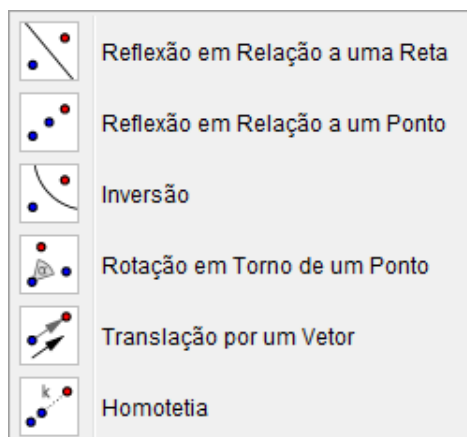 Reflexão em Relação a uma Reta
Reflexão em Relação a um Ponto
Inversão
α
Rotação em Torno de um Ponto
Translação por um Vetor
k
Homotetia